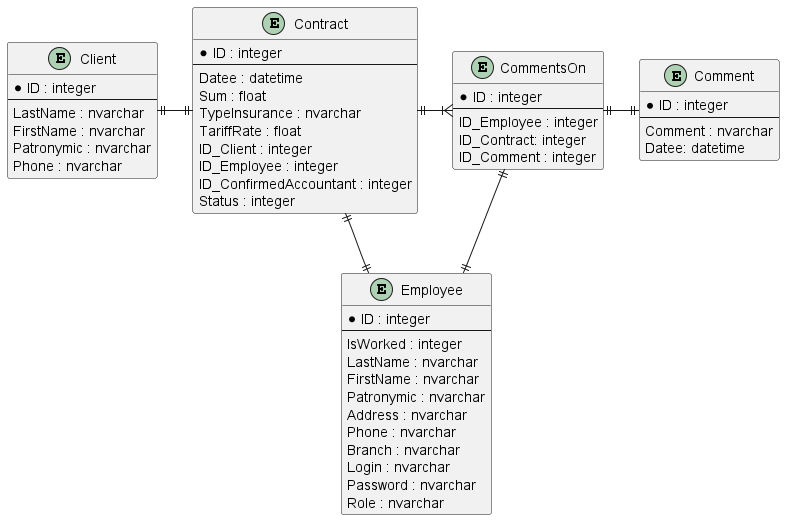 E Client
* ID : integer
LastName : nvarchar
FirstName : nvarchar
Patronymic : nvarchar
Phone : nvarchar
E Contract
* ID : integer
Datee : datetime
Sum : float
TypeInsurance : nvarchar
TariffRate : float
ID_Client : integer
ID_Employee : integer
ID_ConfirmedAccountant : integer
Status : integer
E CommentsOn
* ID : integer
ID_Employee : integer
ID_Contract: integer
ID_Comment : integer
E Comment
* ID : integer
Comment : nvarchar
Datee: datetime
E Employee
* ID : integer
IsWorked : integer
LastName : nvarchar
FirstName : nvarchar
Patronymic : nvarchar
Address : nvarchar
Phone : nvarchar
Branch : nvarchar
Login : nvarchar
Password : nvarchar
Role : nvarchar